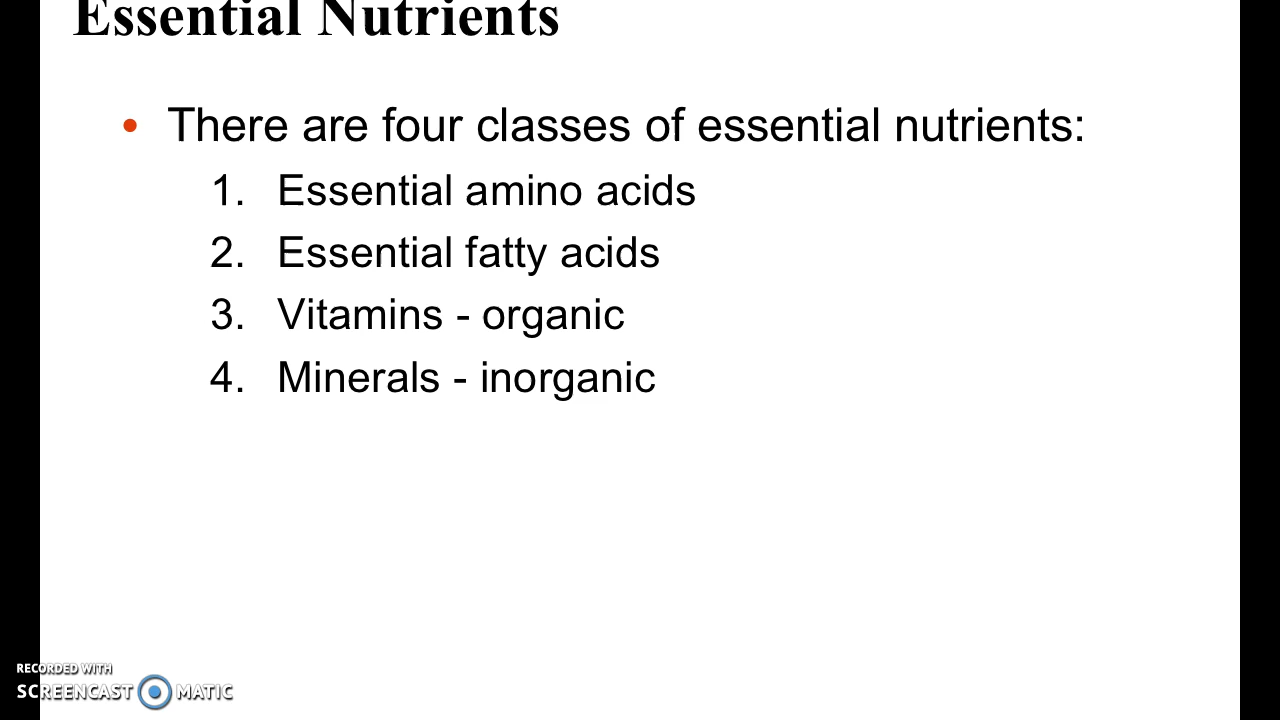 Essential Nutrients
• There are four classes of essential nutrients:
1. Essential amino acids
2. Essential fatty acids
3. Vitamins - organic
4. Minerals - inorganic
RECORDED WITH
SCREENCAST MATIC